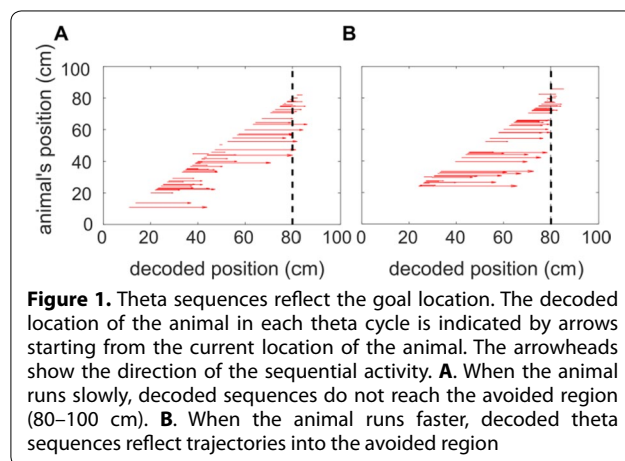 A
B
animal's position (cm)
100
80
60
40
20
0
0 20 40 60 80 100
0 20 40 60 80 100
decoded position (cm)
decoded position (cm)
Figure 1. Theta sequences reflect the goal location. The decoded
location of the animal in each theta cycle is indicated by arrows
starting from the current location of the animal. The arrowheads
show the direction of the sequential activity. A. When the animal
runs slowly, decoded sequences do not reach the avoided region
(80–100 cm). B. When the animal runs faster, decoded theta
sequences reflect trajectories into the avoided region